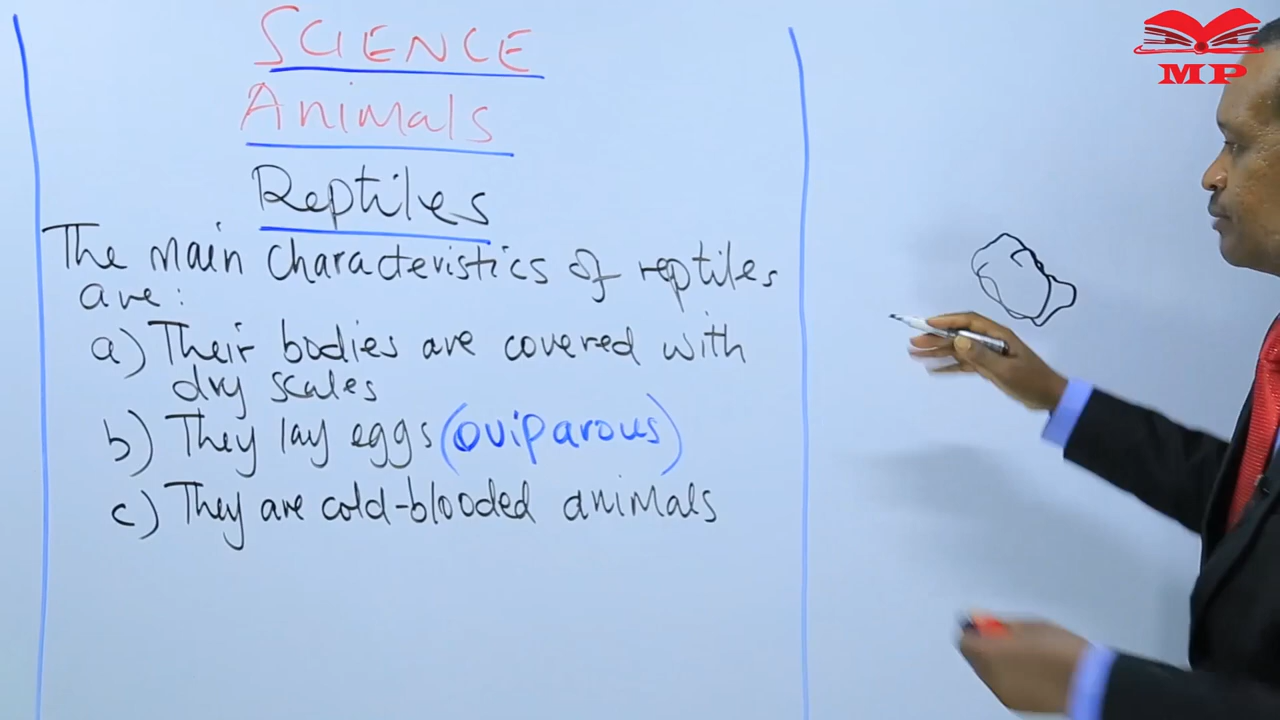 SCIENCE
Animals
Reptiles
The main characteristics of reptiles
are:
a) Their bodies are covered with
dry scales
b) They lay eggs (oviparous)
c) They are cold-blooded animals
MP